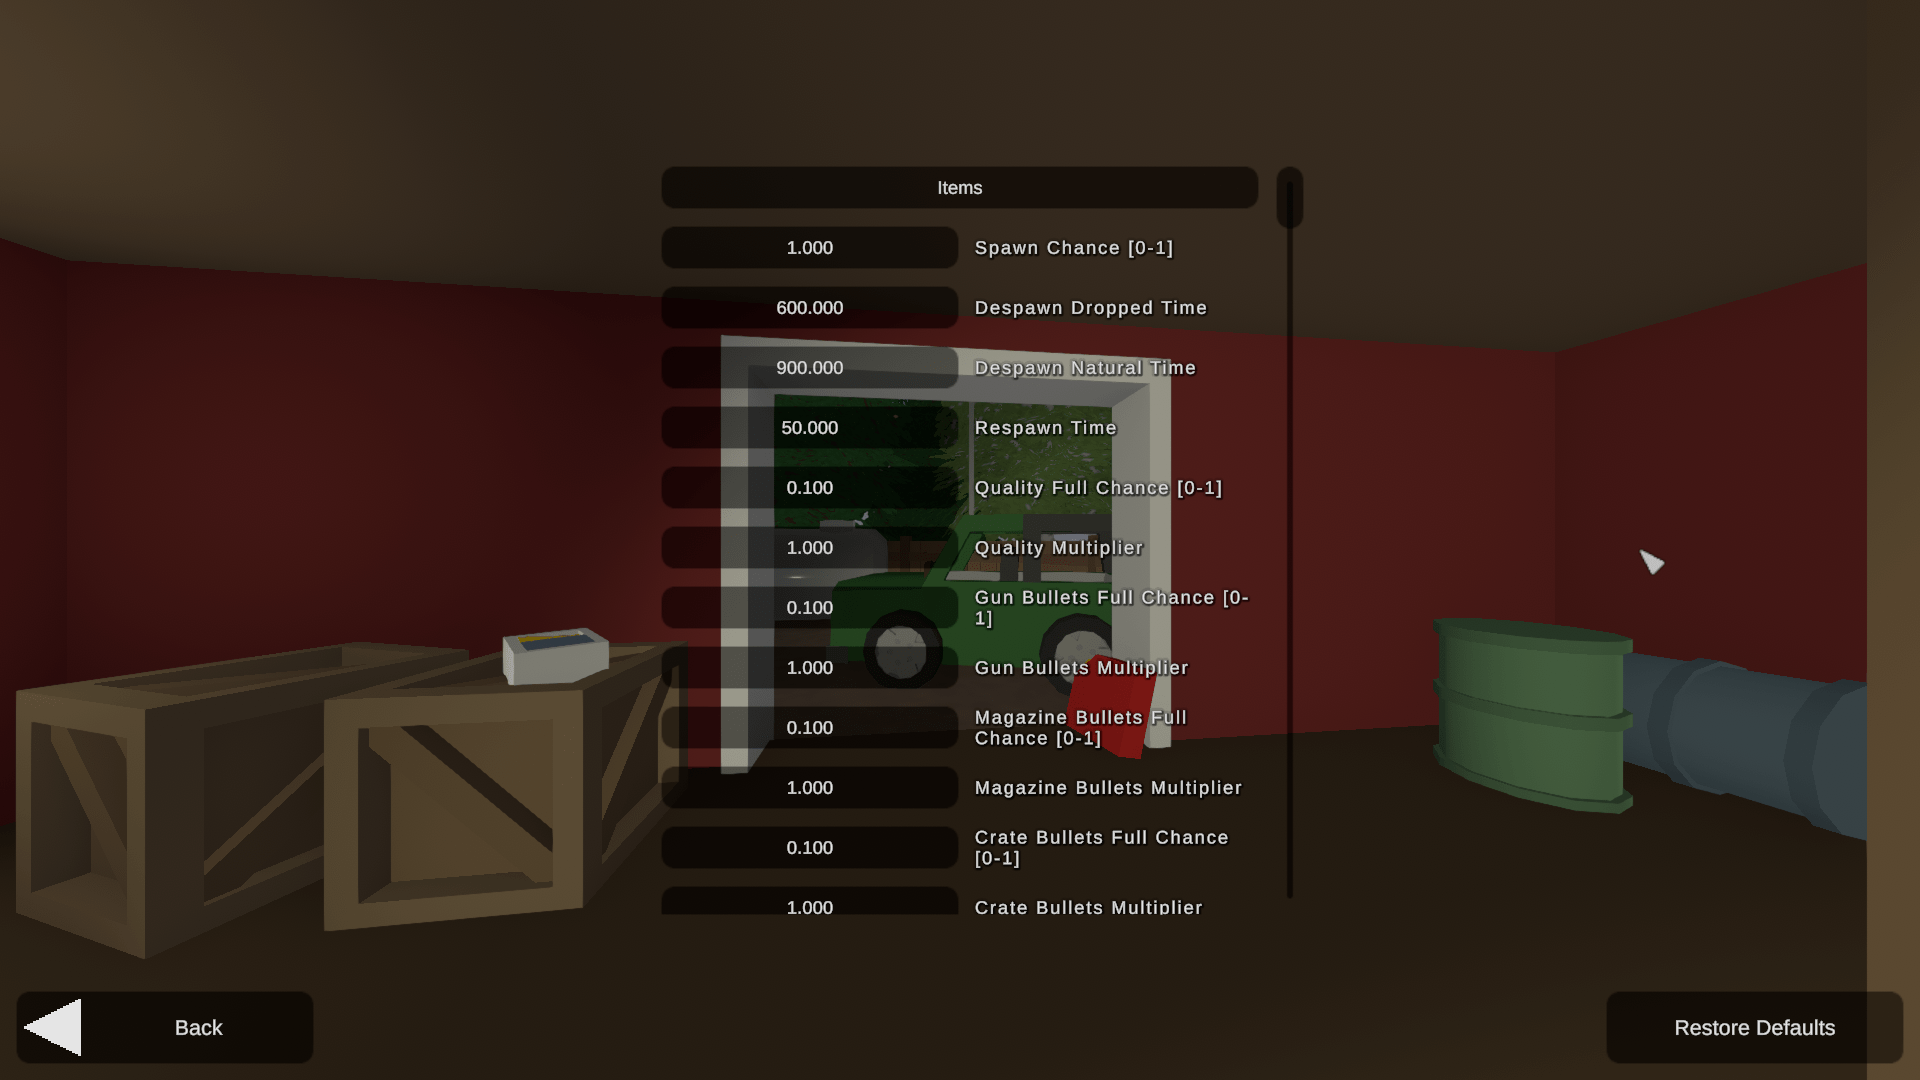 Items
1.000 Spawn Chance [0-1]
600.000 Despawn Dropped Time
900.000 Despawn Natural Time
50.000 Respawn Time
0.100 Quality Full Chance [0-1]
1.000 Quality Multiplier
0.100 Gun Bullets Full Chance [0-
1]
1.000 Gun Bullets Multiplier
0.100 Magazine Bullets Full
Chance [0-1]
1.000 Magazine Bullets Multiplier
0.100 Crate Bullets Full Chance
[0-1]
1.000 Crate Bullets Multiplier
Back
Restore Defaults